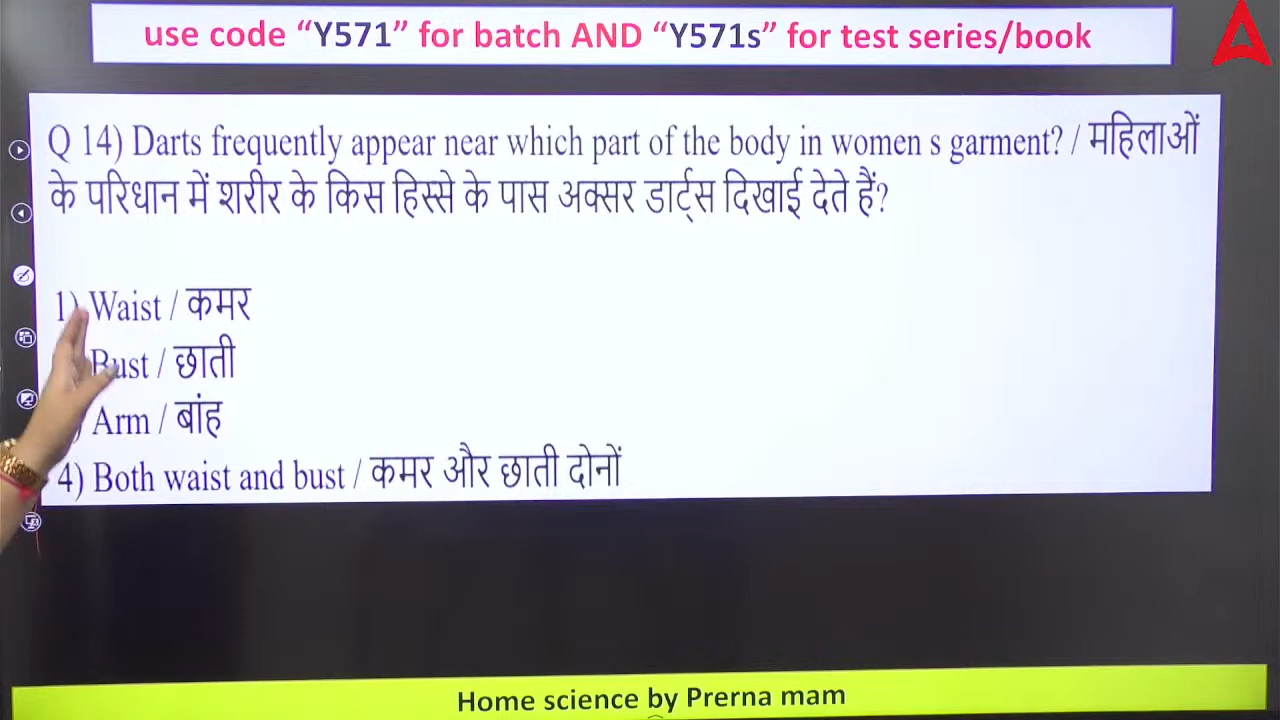 use code “Y571” for batch AND “Y571s” for test series/book
Q 14) Darts frequently appear near which part of the body in women s garment? / महिलाओं
के परिधान में शरीर के किस हिस्से के पास अक्सर डार्ट्स दिखाई देते हैं?
1) Waist / कमर
Bust / छाती
) Arm / बांह
4) Both waist and bust / कमर और छाती दोनों
Home science by Prerna mam